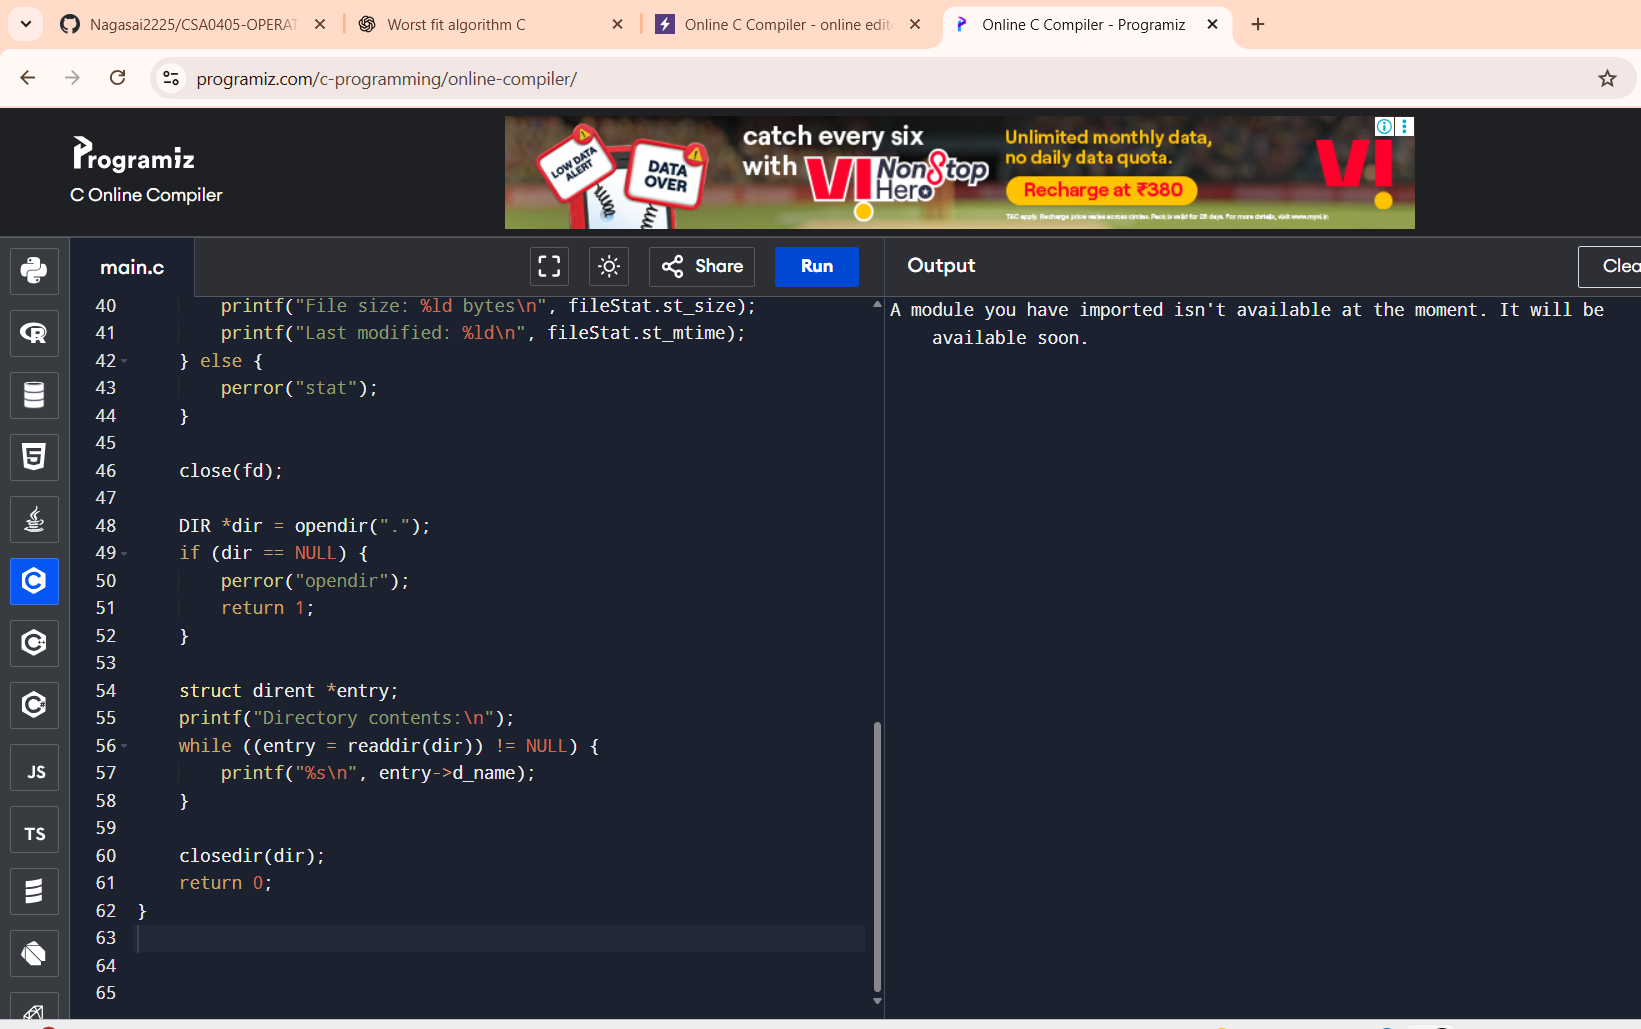 Nagasai2225/CSA0405-OPERAT
Worst fit algorithm C
Online C Compiler - online edit
Online C Compiler - Programiz
programiz.com/c-programming/online-compiler/
Programiz
C Online Compiler
LOW DATA ALERT
DATA OVER
catch every six
with VI NonStop Hero
Unlimited monthly data,
no daily data quota.
Recharge at ₹380
T&C apply. Recharge price varies across circles. Pack is valid for 28 days. For more details, visit www.myvi.in
VI
main.c
Share
Run
Output
Clea
40 printf("File size: %ld bytes\n", fileStat.st_size);
41 printf("Last modified: %ld\n", fileStat.st_mtime);
42 } else {
43 perror("stat");
44 }
45
46 close(fd);
47
48 DIR *dir = opendir(".");
49 if (dir == NULL) {
50 perror("opendir");
51 return 1;
52 }
53
54 struct dirent *entry;
55 printf("Directory contents:\n");
56 while ((entry = readdir(dir)) != NULL) {
57 printf("%s\n", entry->d_name);
58 }
59
60 closedir(dir);
61 return 0;
62 }
63
64
65
A module you have imported isn't available at the moment. It will be
available soon.
JS
TS